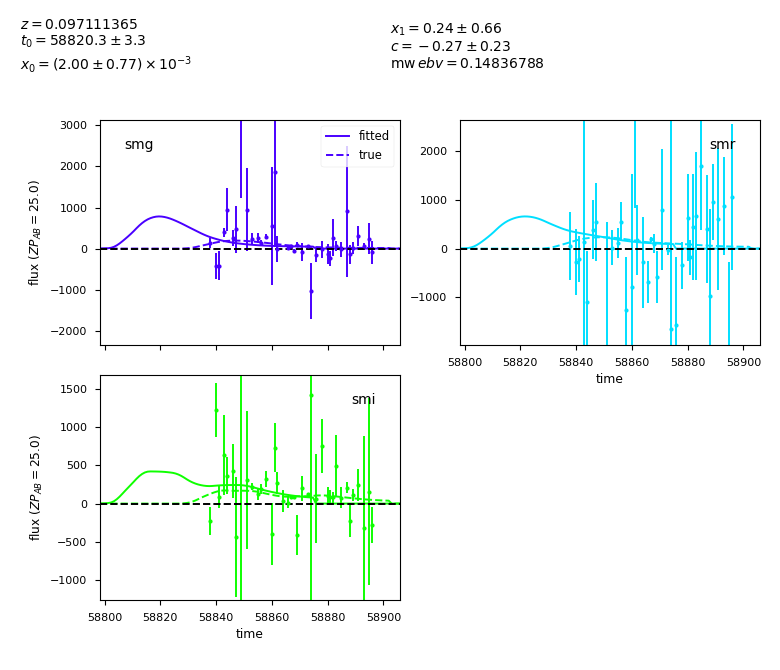 z = 0.097111365
t₀ = 58820.3 ± 3.3
x₀ = (2.00 ± 0.77) × 10⁻³
x₁ = 0.24 ± 0.66
c = −0.27 ± 0.23
mw ebv = 0.14836788
smg
fitted
true
3000
2000
1000
0
−1000
−2000
flux (ZP_AB = 25.0)
smr
2000
1000
0
−1000
58800 58820 58840 58860 58880 58900
time
smi
1500
1000
500
0
−500
−1000
flux (ZP_AB = 25.0)
58800 58820 58840 58860 58880 58900
time